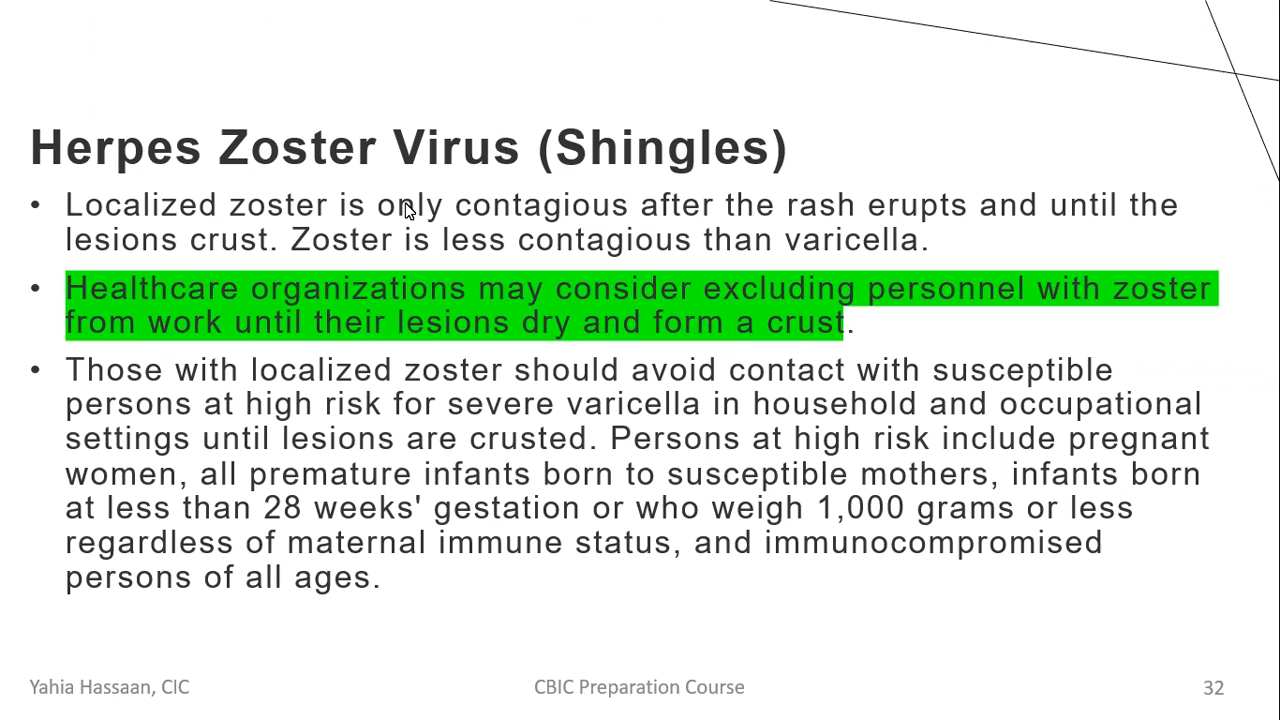 Herpes Zoster Virus (Shingles)
• Localized zoster is only contagious after the rash erupts and until the
lesions crust. Zoster is less contagious than varicella.
• Healthcare organizations may consider excluding personnel with zoster
from work until their lesions dry and form a crust.
• Those with localized zoster should avoid contact with susceptible
persons at high risk for severe varicella in household and occupational
settings until lesions are crusted. Persons at high risk include pregnant
women, all premature infants born to susceptible mothers, infants born
at less than 28 weeks' gestation or who weigh 1,000 grams or less
regardless of maternal immune status, and immunocompromised
persons of all ages.
Yahia Hassaan, CIC
CBIC Preparation Course
32